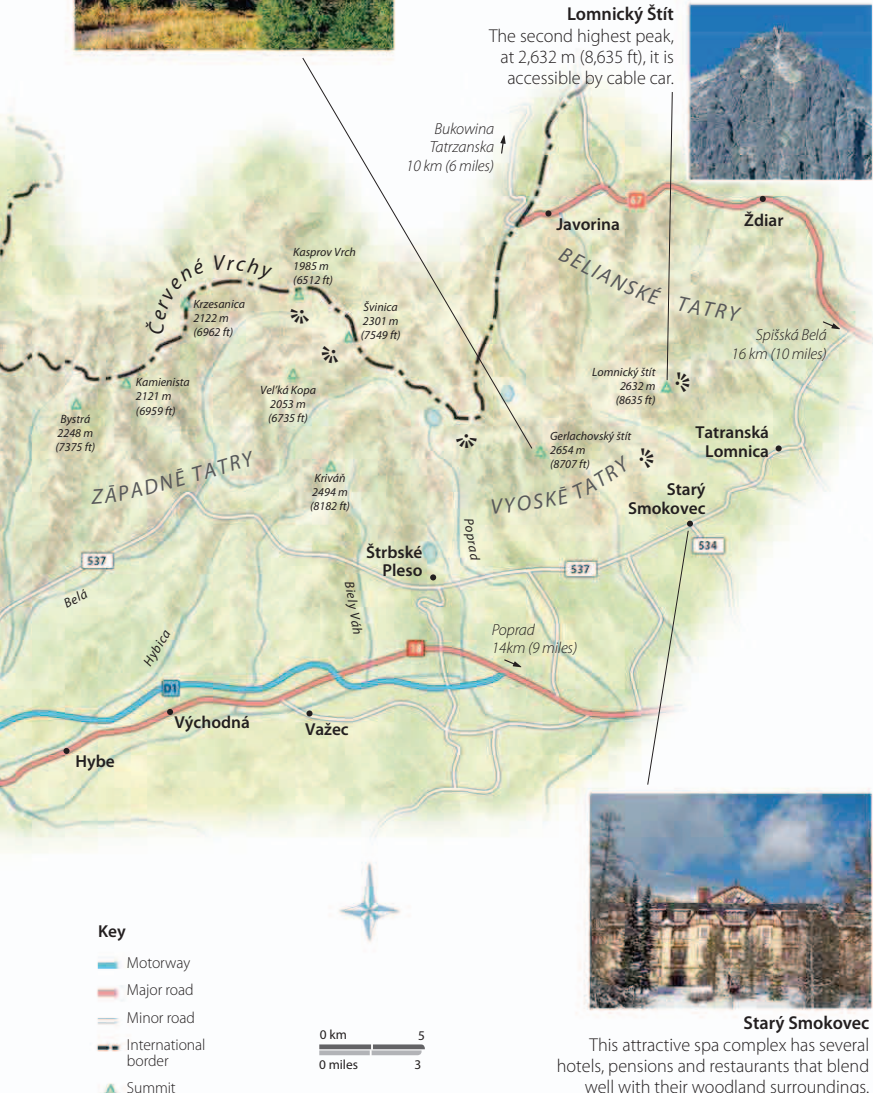 Lomnický Štít
The second highest peak,
at 2,632 m (8,635 ft), it is
accessible by cable car.
Bukowina
Tatrzanska
10 km (6 miles)
67
Javorina
Ždiar
BELIANSKÉ TATRY
Spišská Belá
16 km (10 miles)
Červené Vrchy
Kasprov Vrch
1985 m
(6512 ft)
Krzesanica
2122 m
(6962 ft)
Švinica
2301 m
(7549 ft)
Kamienista
2121 m
(6959 ft)
Veľká Kopa
2053 m
(6735 ft)
Bystrá
2248 m
(7375 ft)
Lomnický štít
2632 m
(8635 ft)
Gerlachovský štít
2654 m
(8707 ft)
Tatranská
Lomnica
ZÁPADNÉ TATRY
Kriváň
2494 m
(8182 ft)
VYOSKÉ TATRY
Starý
Smokovec
534
537
Štrbské
Pleso
Poprad
537
Belá
Hybica
Biely Váh
18
Poprad
14km (9 miles)
D1
Východná
Važec
Hybe
Key
Motorway
Major road
Minor road
International
border
Summit
0 km 5
0 miles 3
Starý Smokovec
This attractive spa complex has several
hotels, pensions and restaurants that blend
well with their woodland surroundings.